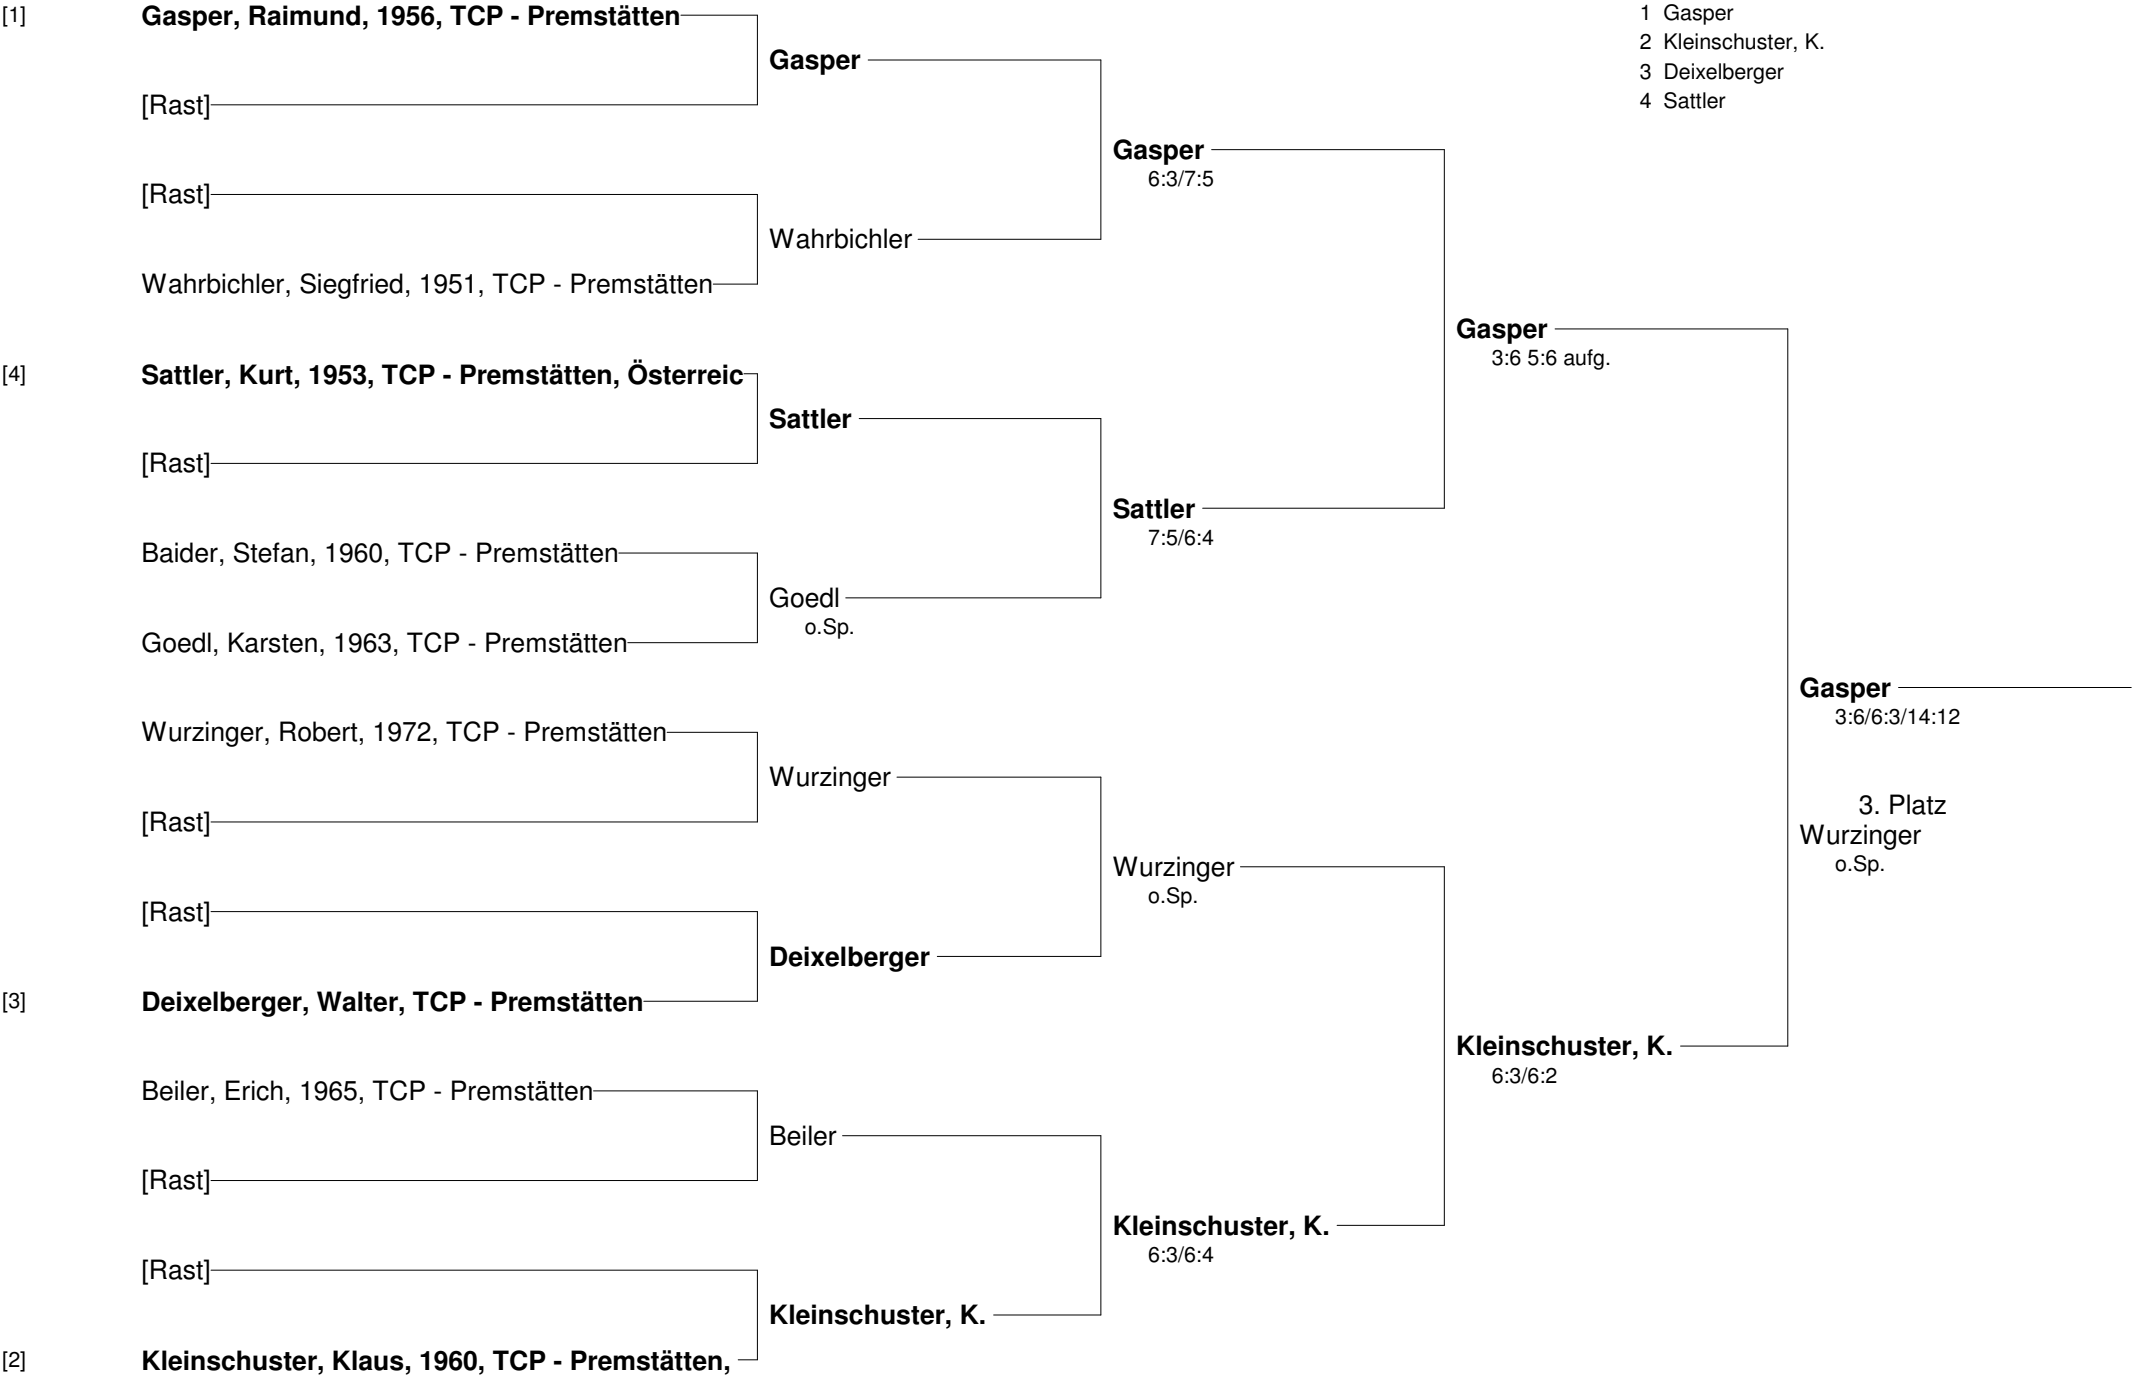 [1] Gasper, Raimund, 1956, TCP - Premstätten
[Rast]
[Rast]
Wahrbichler, Siegfried, 1951, TCP - Premstätten
[4] Sattler, Kurt, 1953, TCP - Premstätten, Österreic
[Rast]
Baider, Stefan, 1960, TCP - Premstätten
Goedl, Karsten, 1963, TCP - Premstätten
Wurzinger, Robert, 1972, TCP - Premstätten
[Rast]
[Rast]
[3] Deixelberger, Walter, TCP - Premstätten
Beiler, Erich, 1965, TCP - Premstätten
[Rast]
[Rast]
[2] Kleinschuster, Klaus, 1960, TCP - Premstätten,
Gasper
Wahrbichler
Sattler
Goedl
o.Sp.
Wurzinger
Deixelberger
Beiler
Kleinschuster, K.
Gasper
6:3/7:5
Sattler
7:5/6:4
Wurzinger
o.Sp.
Kleinschuster, K.
6:3/6:4
Gasper
3:6 5:6 aufg.
Kleinschuster, K.
6:3/6:2
Gasper
3:6/6:3/14:12
3. Platz
Wurzinger
o.Sp.
1 Gasper
2 Kleinschuster, K.
3 Deixelberger
4 Sattler